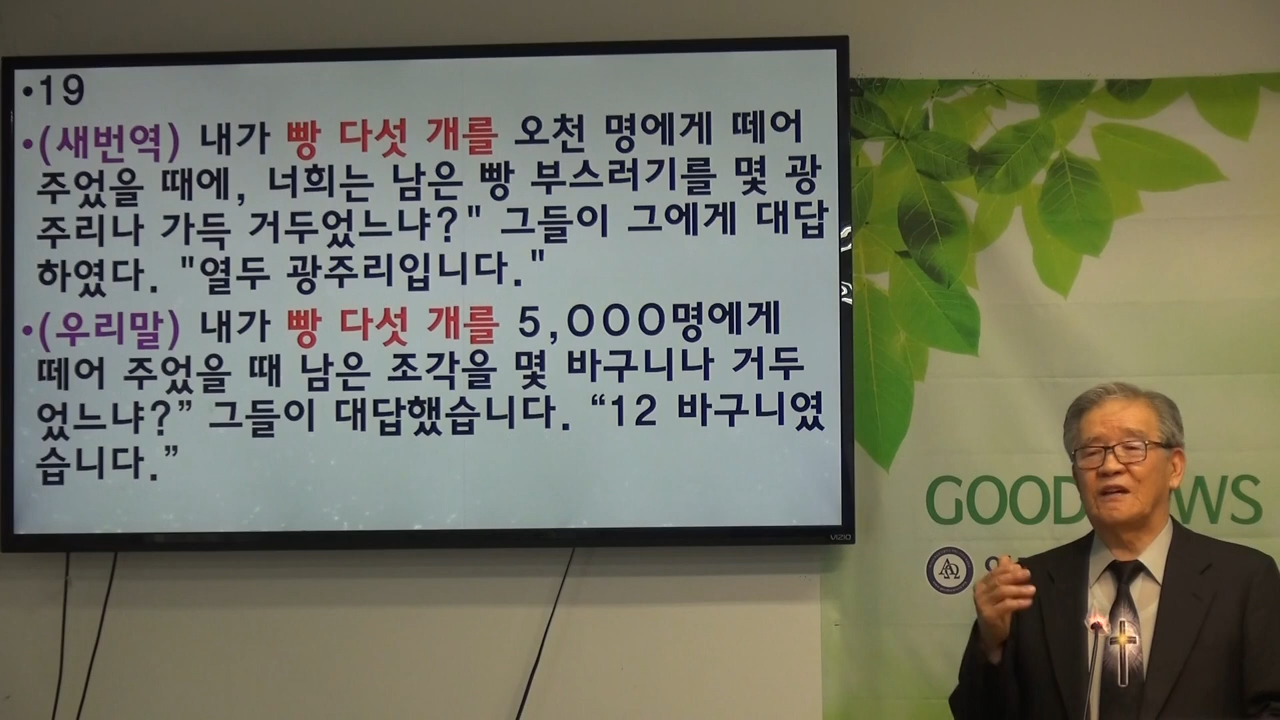 •19
•(새번역) 내가 빵 다섯 개를 오천 명에게 떼어
주었을 때에, 너희는 남은 빵 부스러기를 몇 광
주리나 가득 거두었느냐?" 그들이 그에게 대답
하였다. "열두 광주리입니다."
•(우리말) 내가 빵 다섯 개를 5,000명에게
떼어 주었을 때 남은 조각을 몇 바구니나 거두
었느냐?” 그들이 대답했습니다. “12 바구니였
습니다.”
VIZIO
GOOD WS
ΑΩ